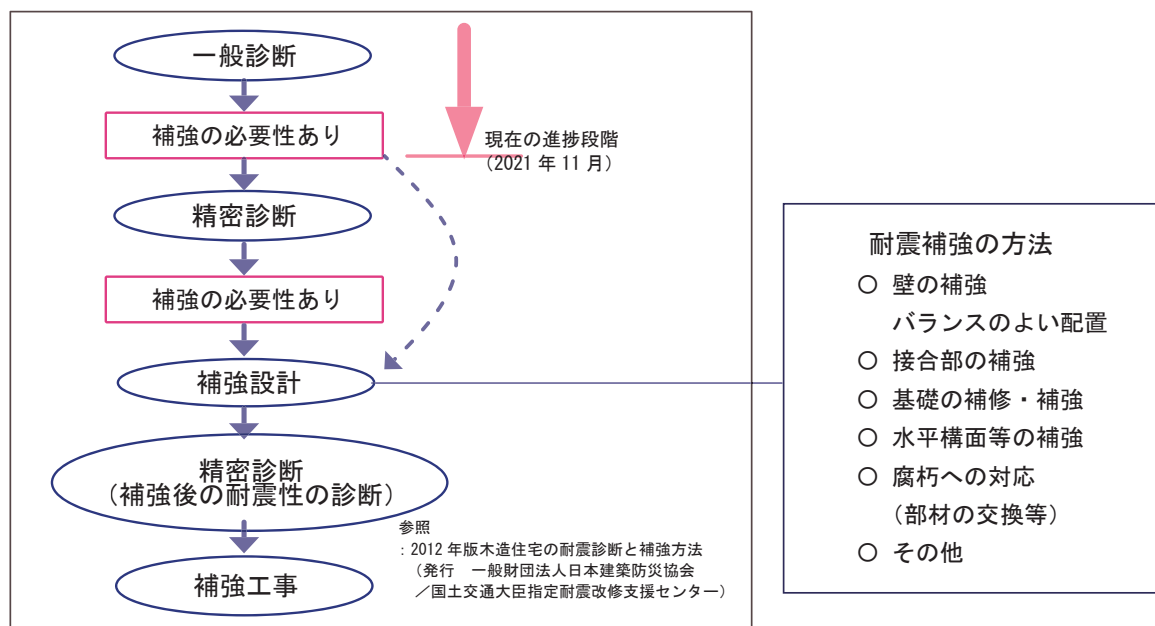 一般診断
補強の必要性あり
現在の進捗段階
（2021 年 11 月）
精密診断
補強の必要性あり
補強設計
精密診断
（補強後の耐震性の診断）
補強工事
参照
：2012 年版木造住宅の耐震診断と補強方法
（発行　一般財団法人日本建築防災協会
／国土交通大臣指定耐震改修支援センター）
耐震補強の方法
○ 壁の補強
バランスのよい配置
○ 接合部の補強
○ 基礎の補修・補強
○ 水平構面等の補強
○ 腐朽への対応
（部材の交換等）
○ その他